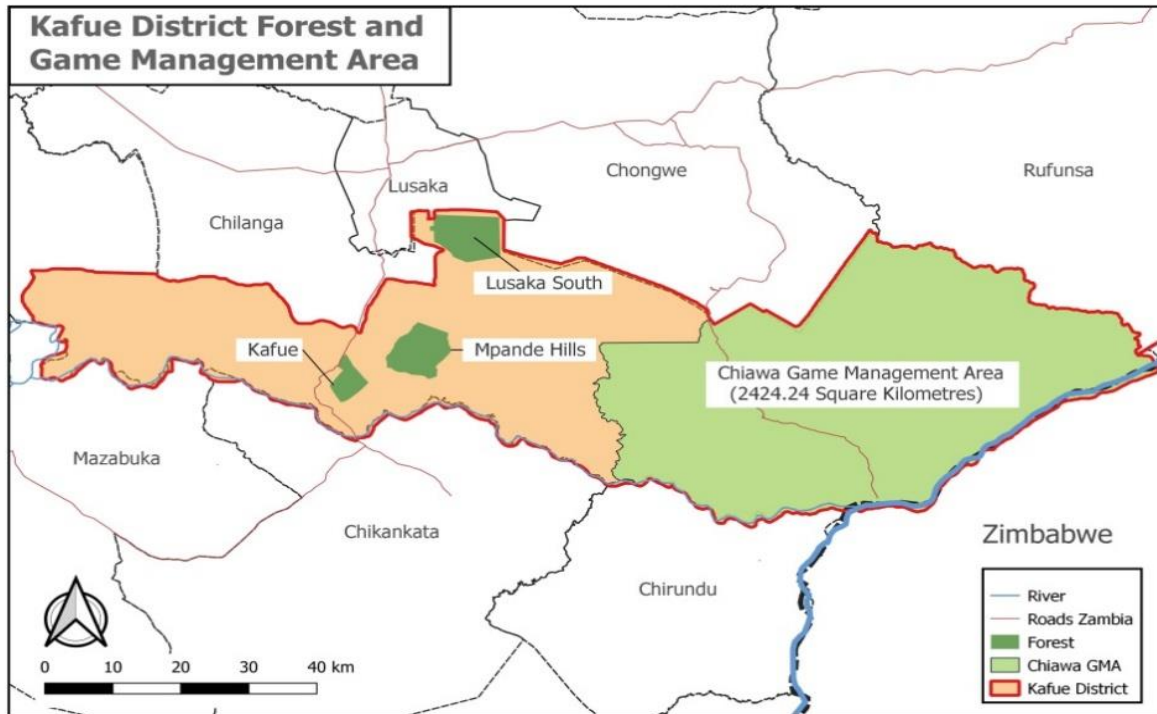 Kafue District Forest and
Game Management Area
Rufunsa
Chongwe
Lusaka
Chilanga
Lusaka South
Kafue
Mpande Hills
Chiawa Game Management Area
(2424.24 Square Kilometres)
Mazabuka
Chikankata
Zimbabwe
Chirundu
River
Roads Zambia
Forest
Chiawa GMA
Kafue District
0 10 20 30 40 km